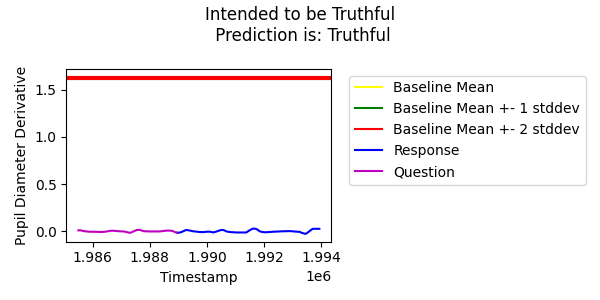 Intended to be Truthful
Prediction is: Truthful
Pupil Diameter Derivative
1.5
1.0
0.5
0.0
1.986 1.988 1.990 1.992 1.994
1e6
Timestamp
Baseline Mean
Baseline Mean +- 1 stddev
Baseline Mean +- 2 stddev
Response
Question